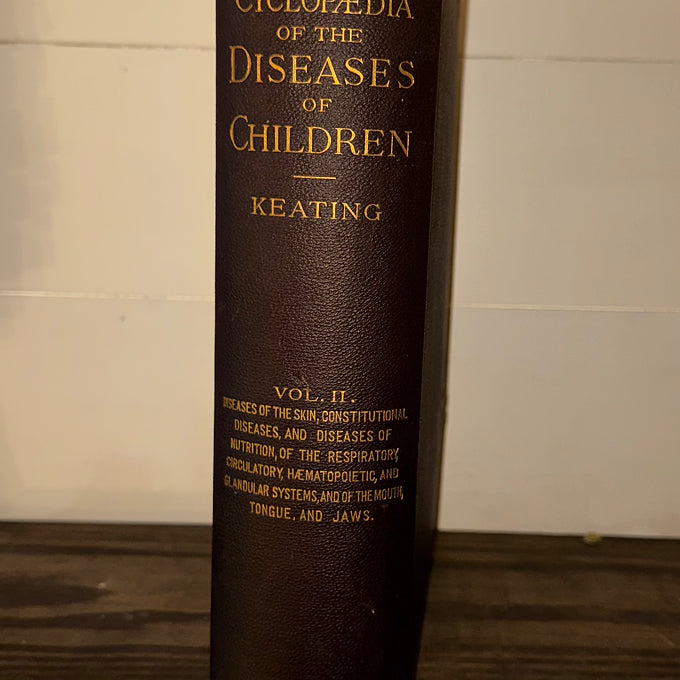 CYCLOPÆDIA
OF THE
DISEASES
OF
CHILDREN
KEATING
VOL. II.
DISEASES OF THE SKIN, CONSTITUTIONAL
DISEASES, AND DISEASES OF
NUTRITION, OF THE RESPIRATORY,
CIRCULATORY, HÆMATOPOIETIC, AND
GLANDULAR SYSTEMS, AND OF THE MOUTH,
TONGUE, AND JAWS.